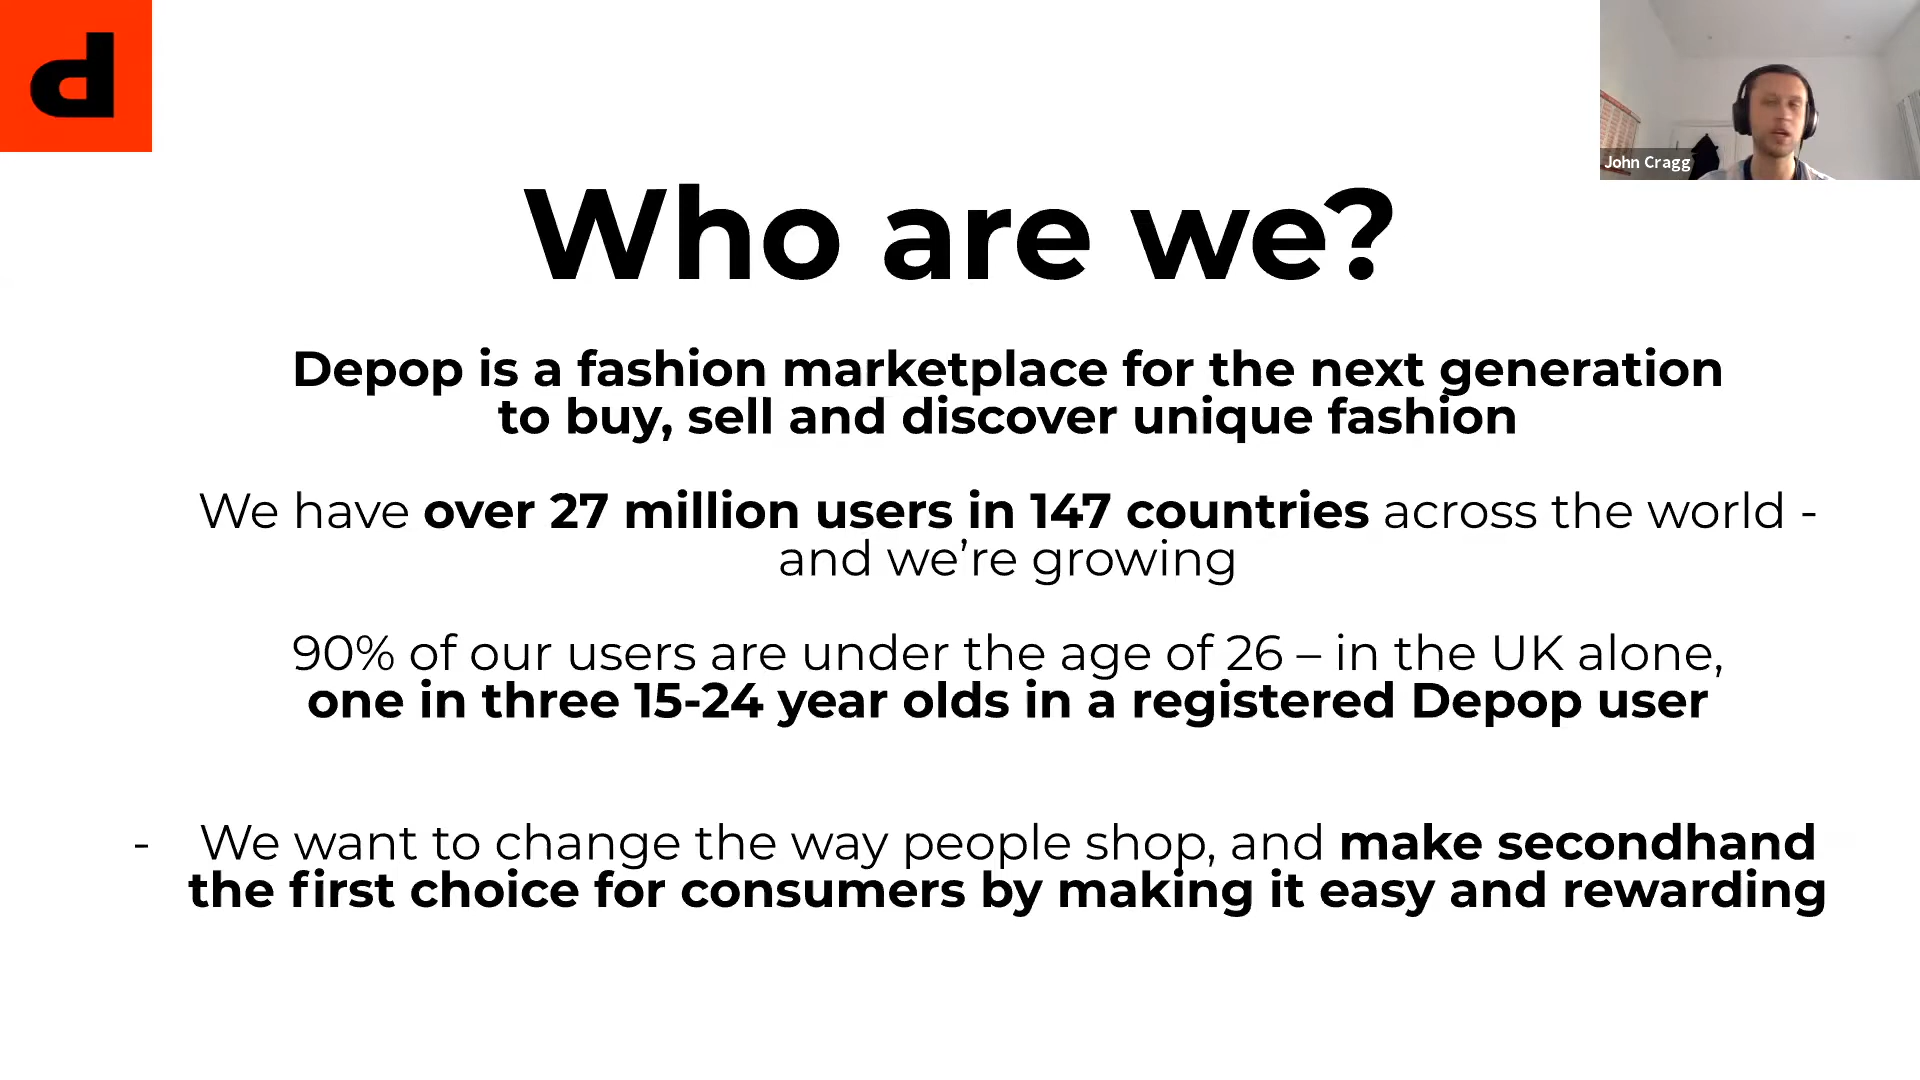 d
John Cragg
Who are we?
Depop is a fashion marketplace for the next generation
to buy, sell and discover unique fashion
We have over 27 million users in 147 countries across the world -
and we’re growing
90% of our users are under the age of 26 – in the UK alone,
one in three 15-24 year olds in a registered Depop user
- We want to change the way people shop, and make secondhand
the first choice for consumers by making it easy and rewarding